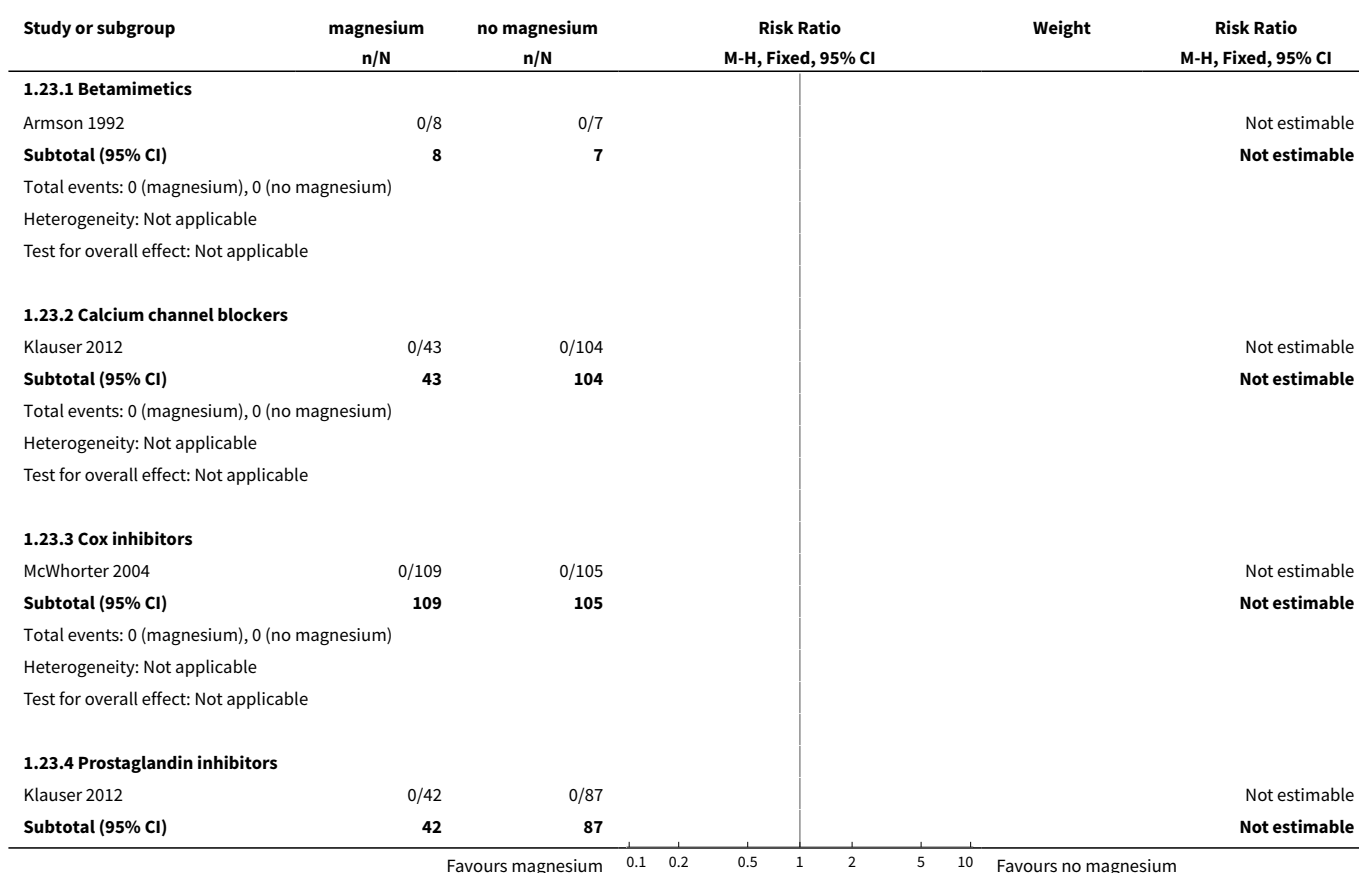 Study or subgroup magnesium no magnesium Risk Ratio Weight Risk Ratio
n/N n/N M-H, Fixed, 95% CI M-H, Fixed, 95% CI
1.23.1 Betamimetics
Armson 1992 0/8 0/7 Not estimable
Subtotal (95% CI) 8 7 Not estimable
Total events: 0 (magnesium), 0 (no magnesium)
Heterogeneity: Not applicable
Test for overall effect: Not applicable
1.23.2 Calcium channel blockers
Klauser 2012 0/43 0/104 Not estimable
Subtotal (95% CI) 43 104 Not estimable
Total events: 0 (magnesium), 0 (no magnesium)
Heterogeneity: Not applicable
Test for overall effect: Not applicable
1.23.3 Cox inhibitors
McWhorter 2004 0/109 0/105 Not estimable
Subtotal (95% CI) 109 105 Not estimable
Total events: 0 (magnesium), 0 (no magnesium)
Heterogeneity: Not applicable
Test for overall effect: Not applicable
1.23.4 Prostaglandin inhibitors
Klauser 2012 0/42 0/87 Not estimable
Subtotal (95% CI) 42 87 Not estimable
Favours magnesium 0.1 0.2 0.5 1 2 5 10 Favours no magnesium